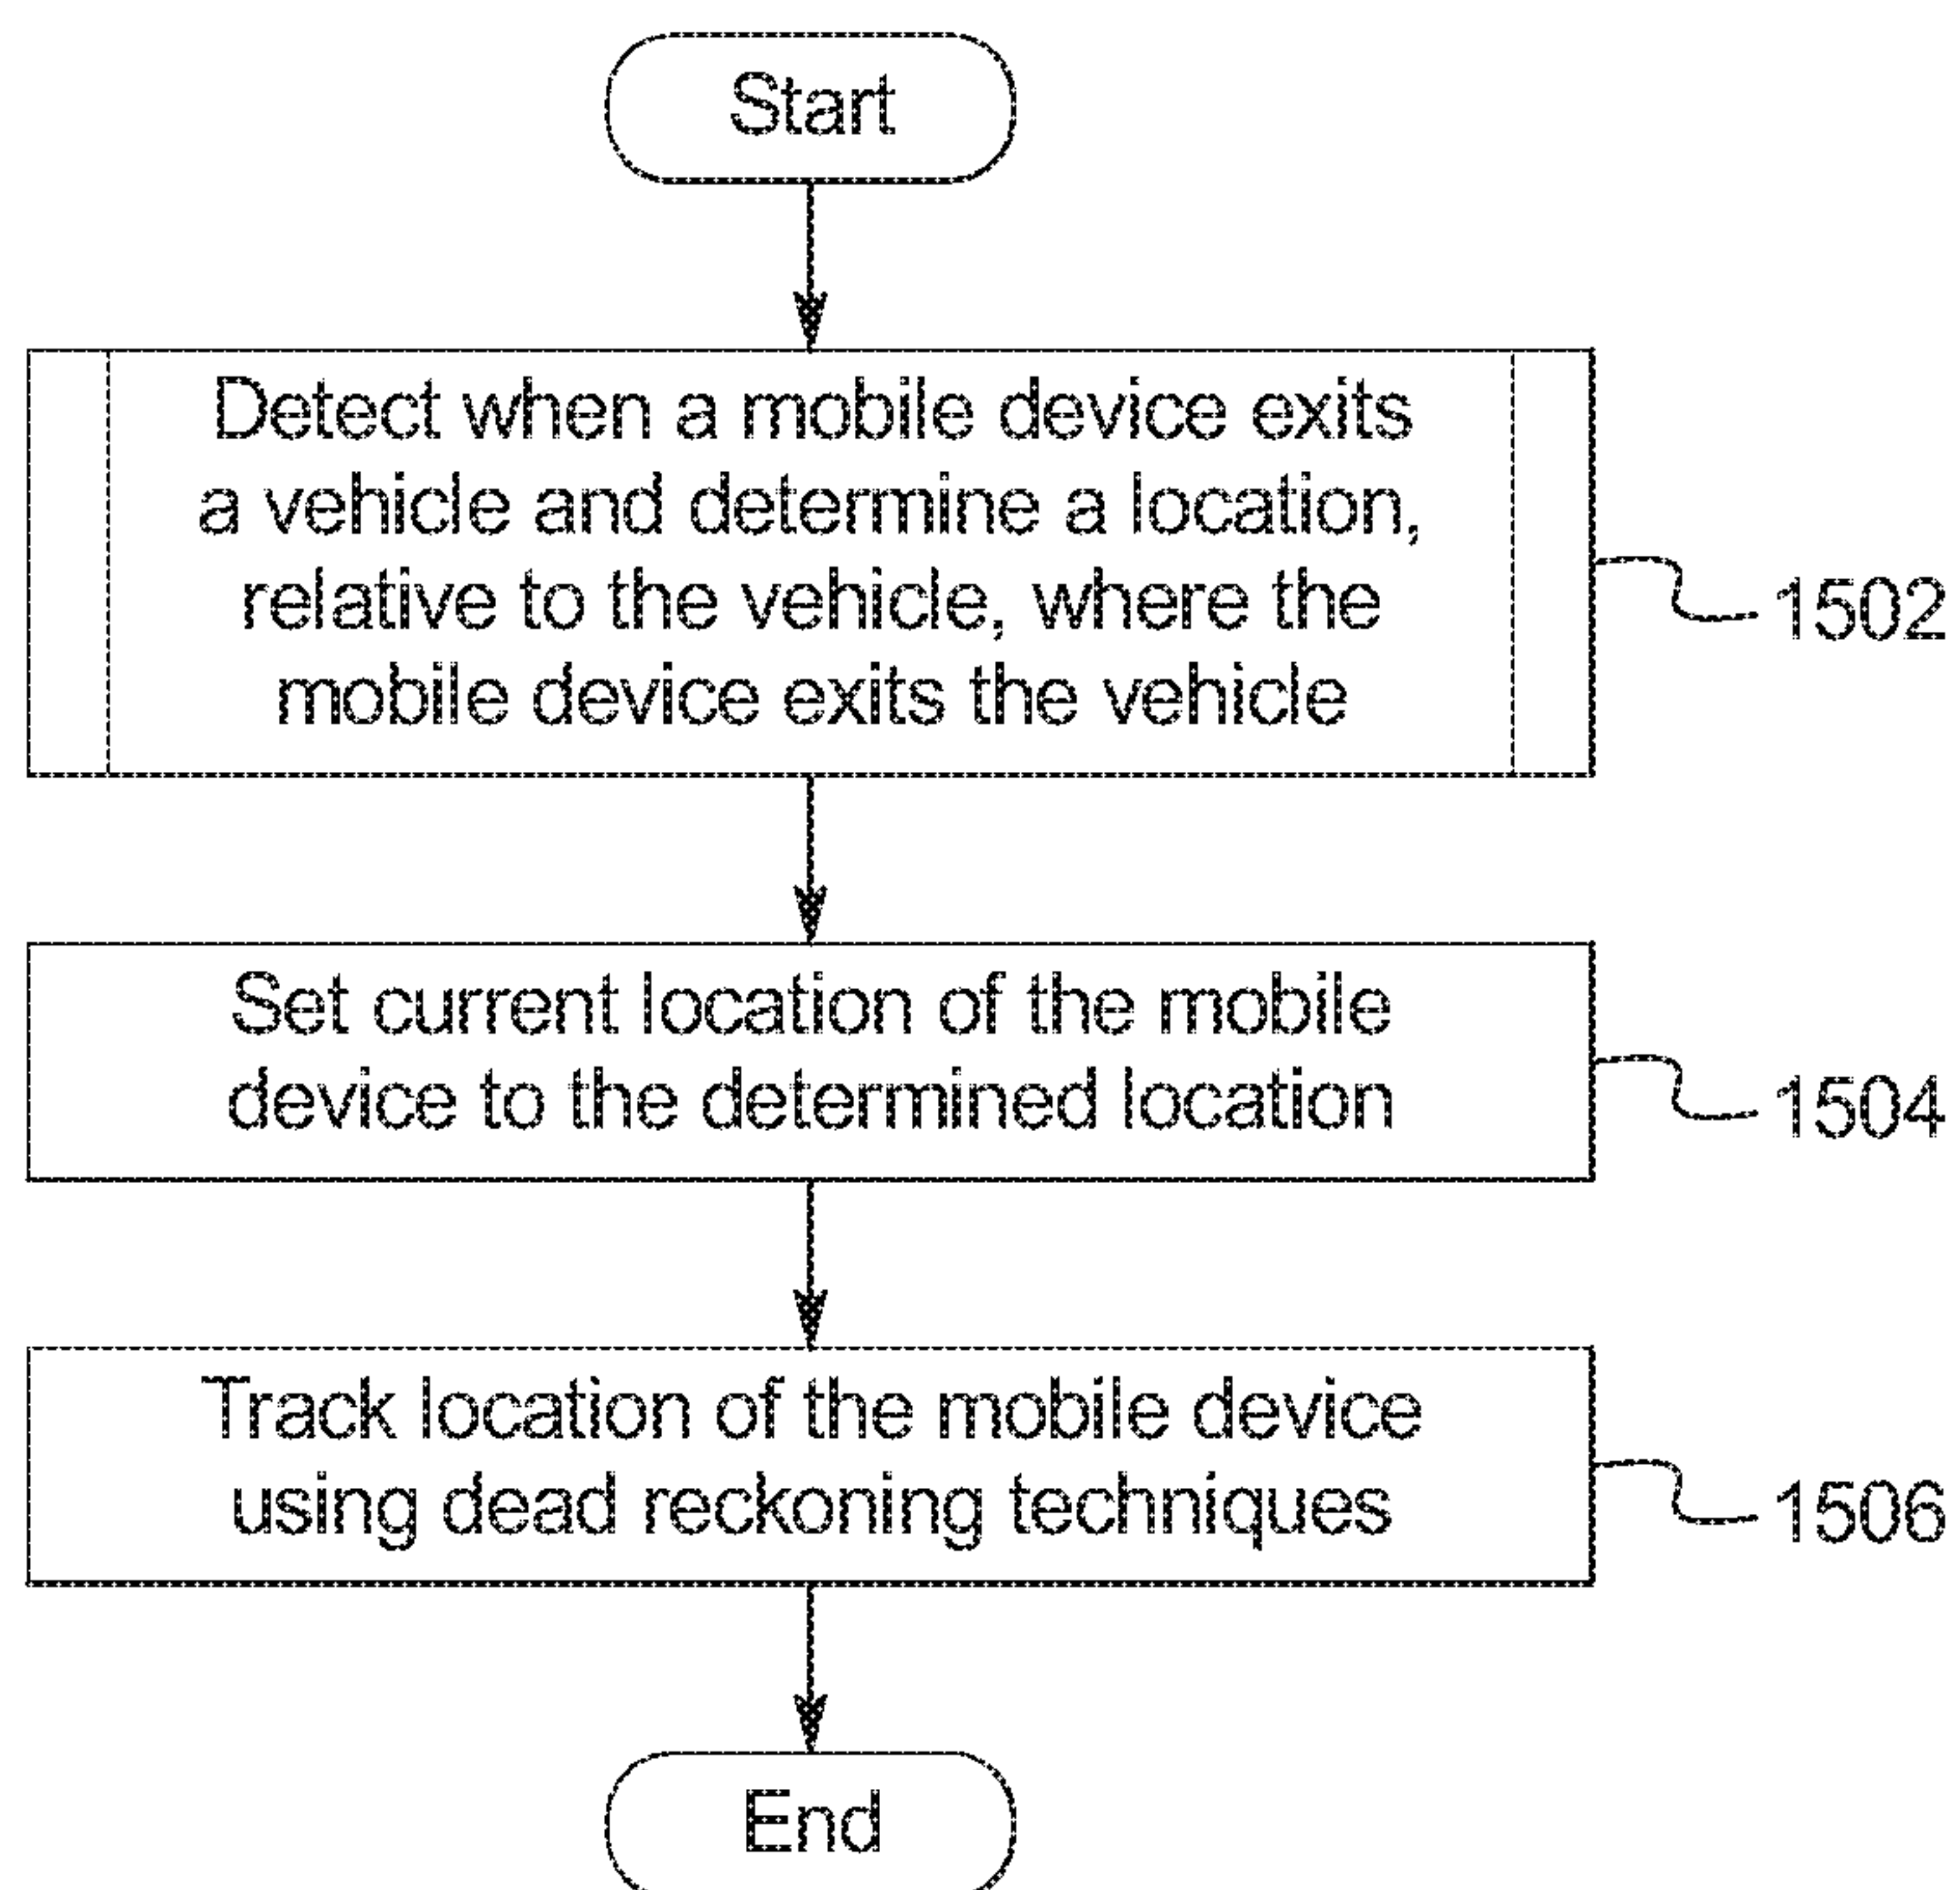 Start
Detect when a mobile device exits
a vehicle and determine a location,
relative to the vehicle, where the
mobile device exits the vehicle
1502
Set current location of the mobile
device to the determined location
1504
Track location of the mobile device
using dead reckoning techniques
1506
End